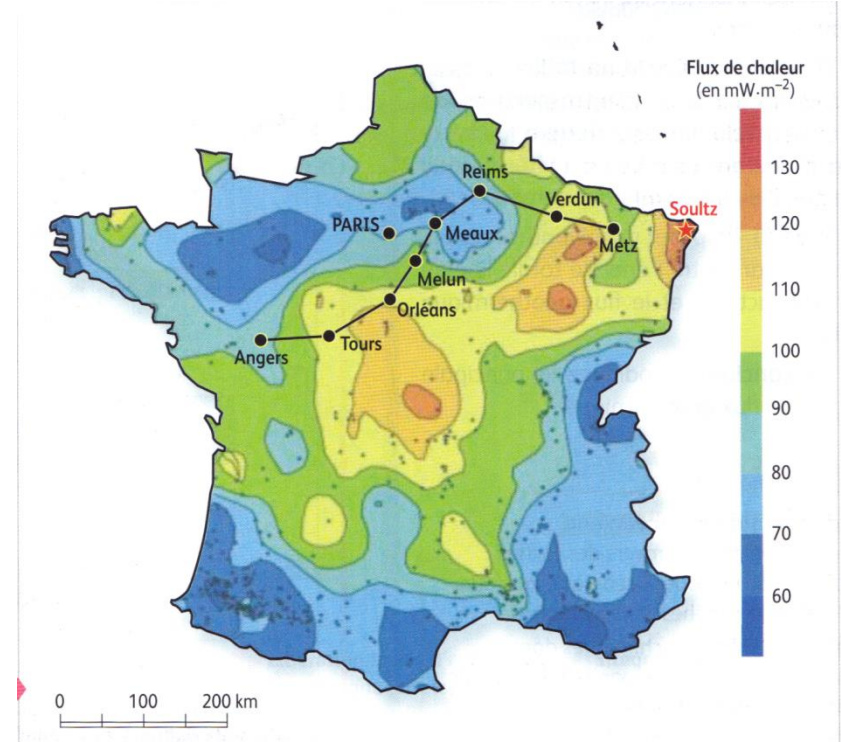 Flux de chaleur
(en mW.m⁻²)
130
120
110
100
90
80
70
60
Reims
Verdun
Soultz
PARIS
Meaux
Metz
Melun
Orléans
Angers
Tours
0 100 200 km